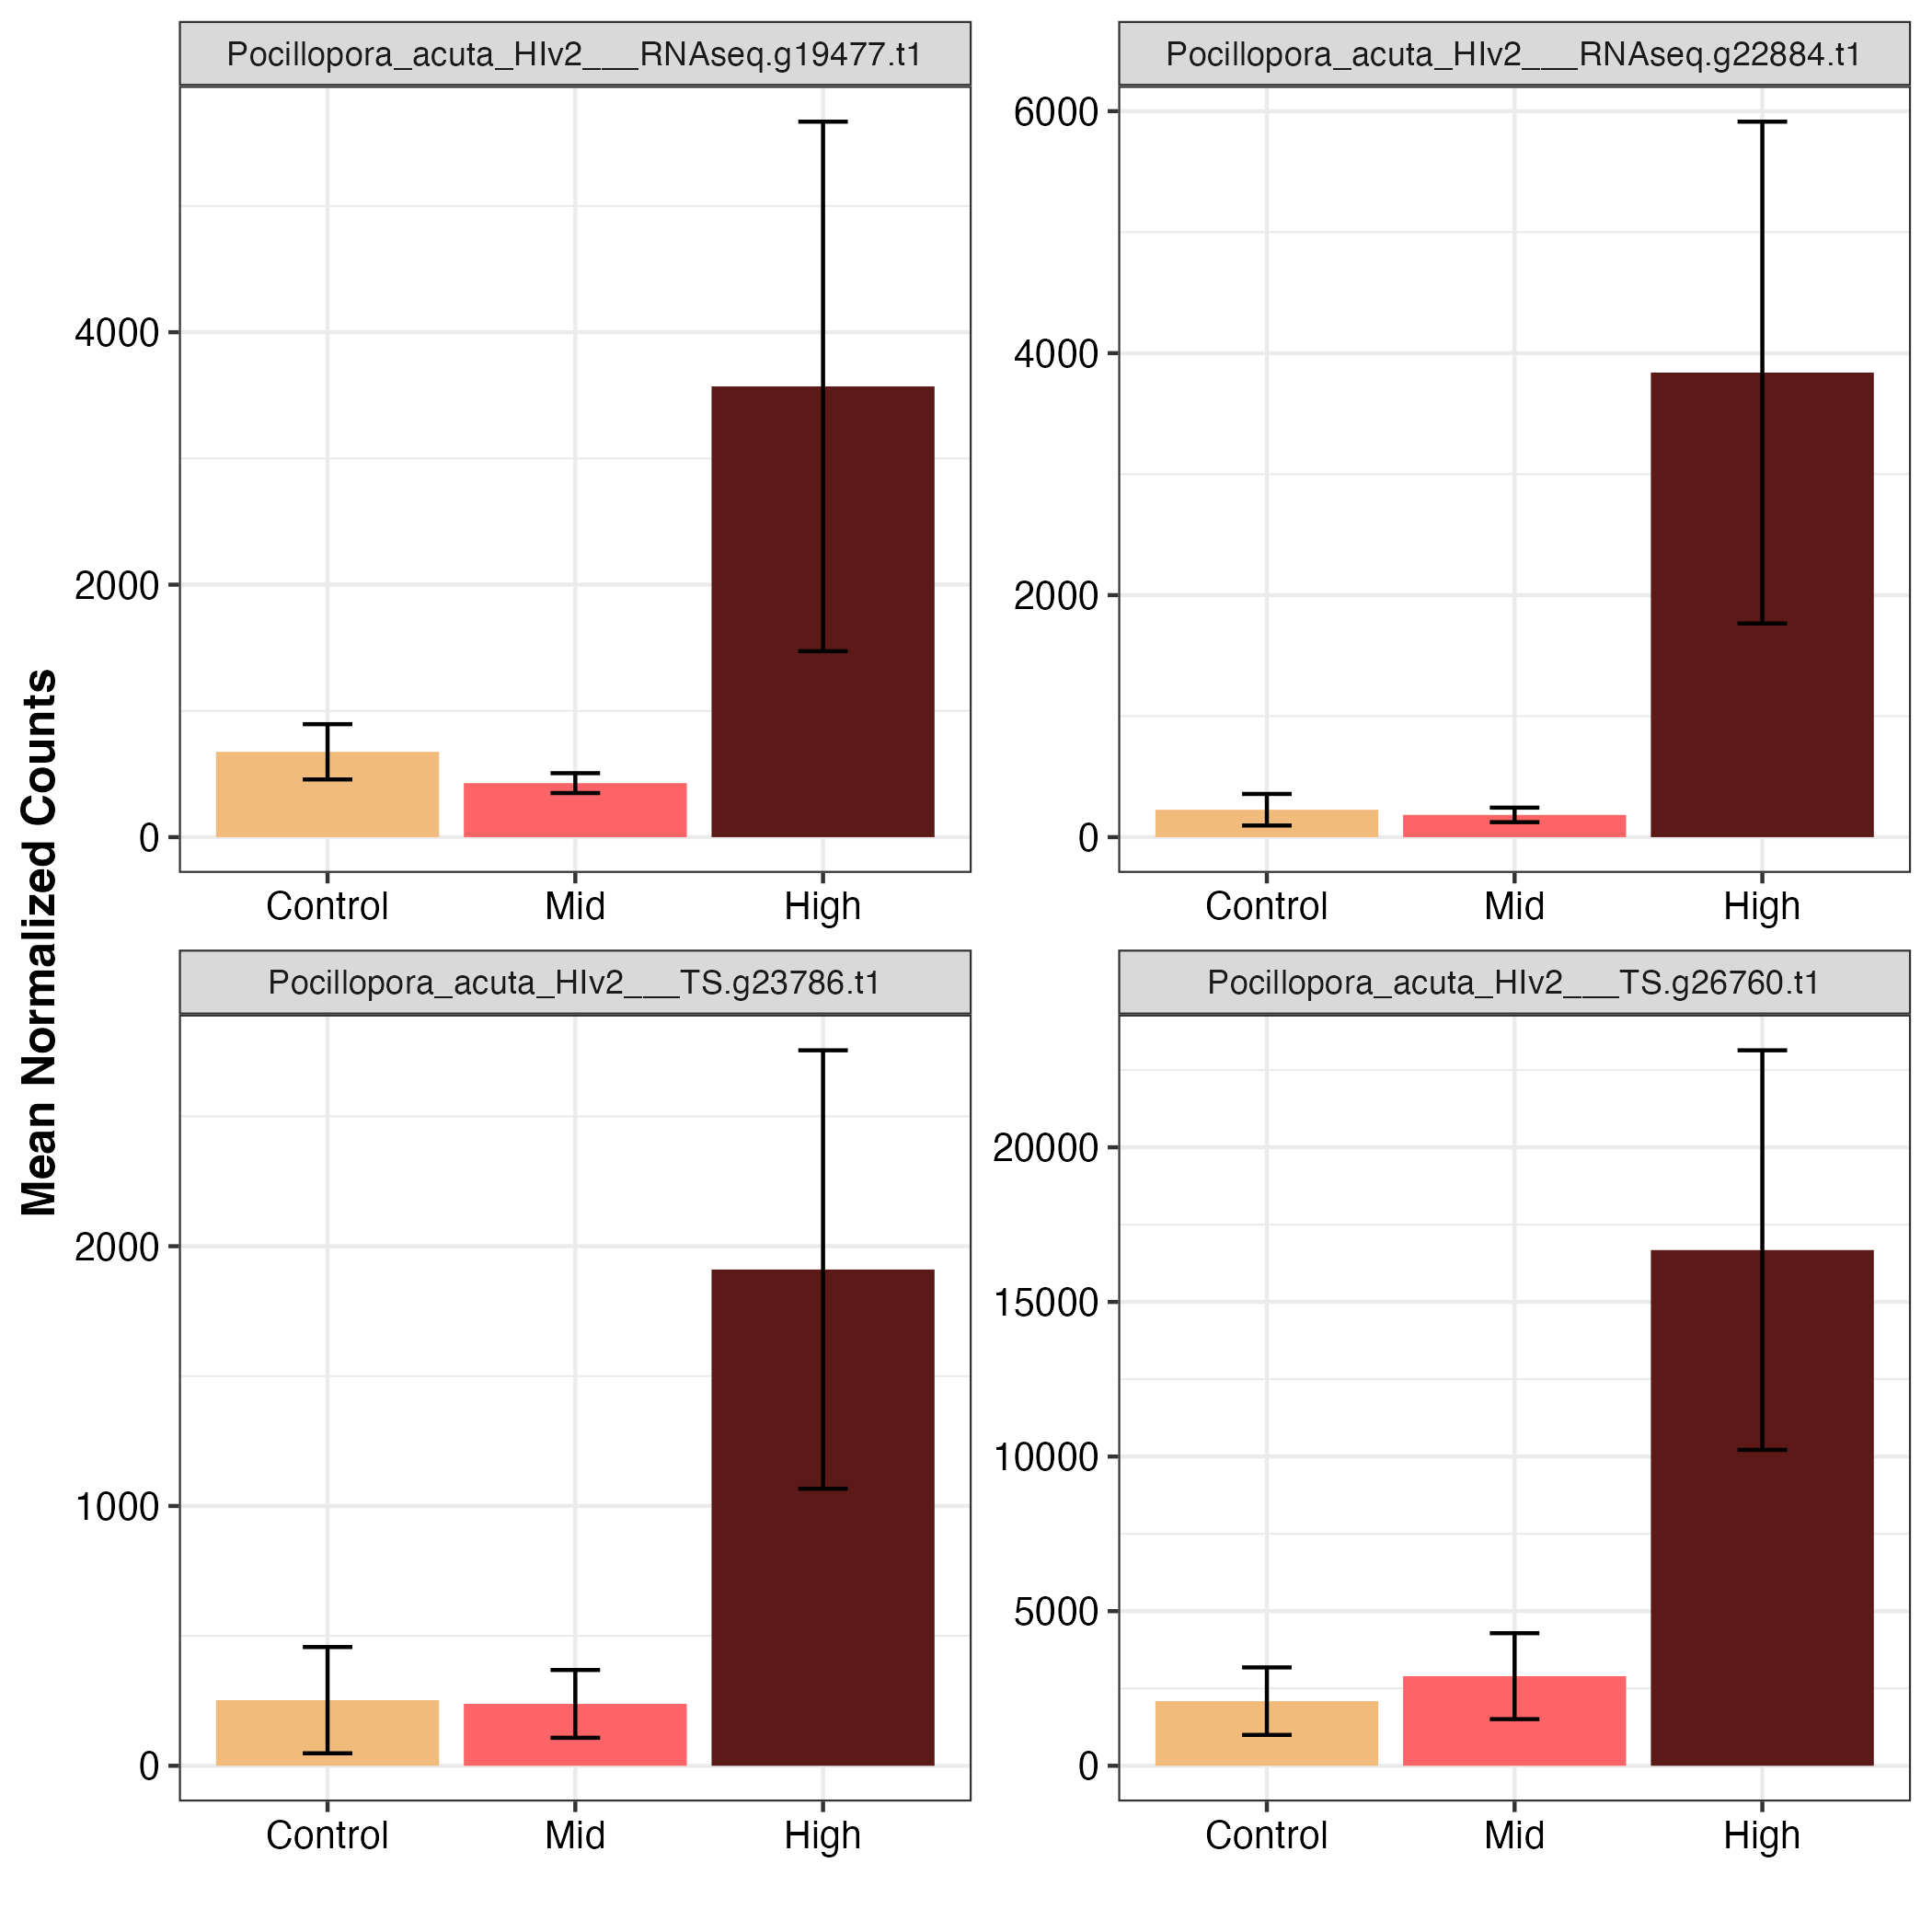 Mean Normalized Counts
Pocillopora_acuta_HIv2___RNAseq.g19477.t1
4000
2000
0
Control Mid High
Pocillopora_acuta_HIv2___RNAseq.g22884.t1
6000
4000
2000
0
Control Mid High
Pocillopora_acuta_HIv2___TS.g23786.t1
2000
1000
0
Control Mid High
Pocillopora_acuta_HIv2___TS.g26760.t1
20000
15000
10000
5000
0
Control Mid High